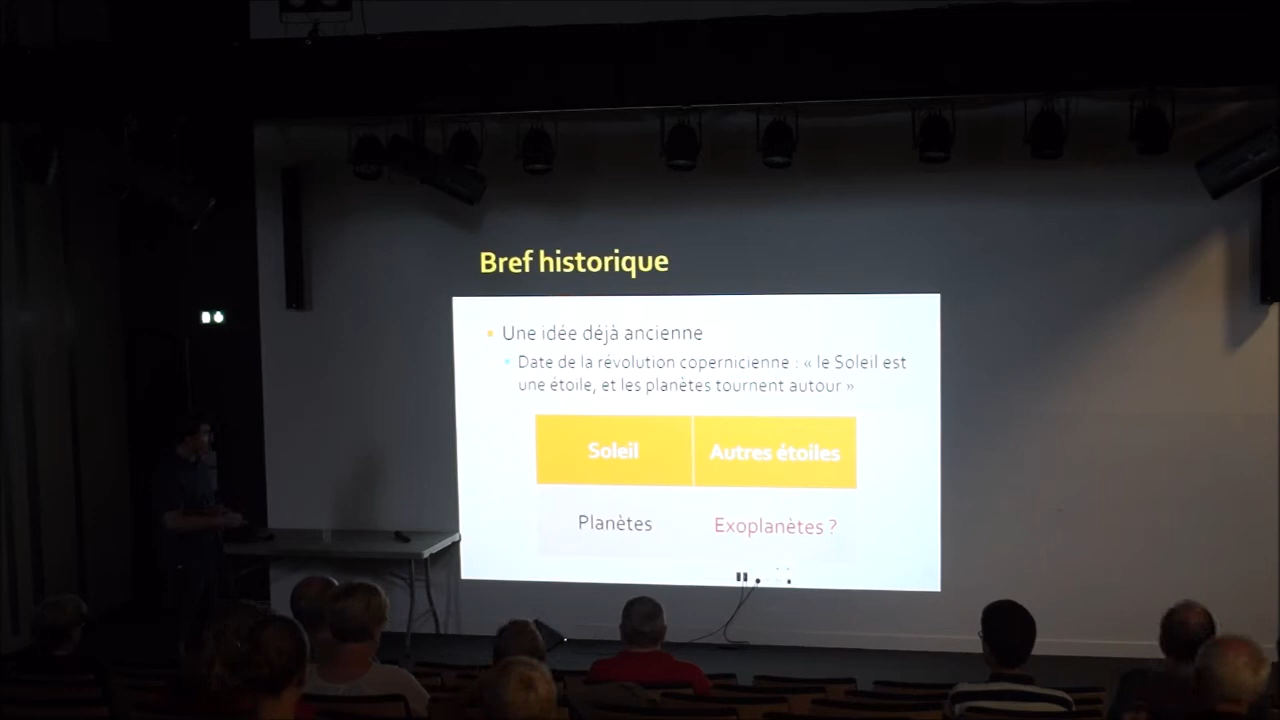 Bref historique
Une idée déjà ancienne
Date de la révolution copernicienne : « le Soleil est
une étoile, et les planètes tournent autour »
Soleil Autres étoiles
Planètes Exoplanètes ?